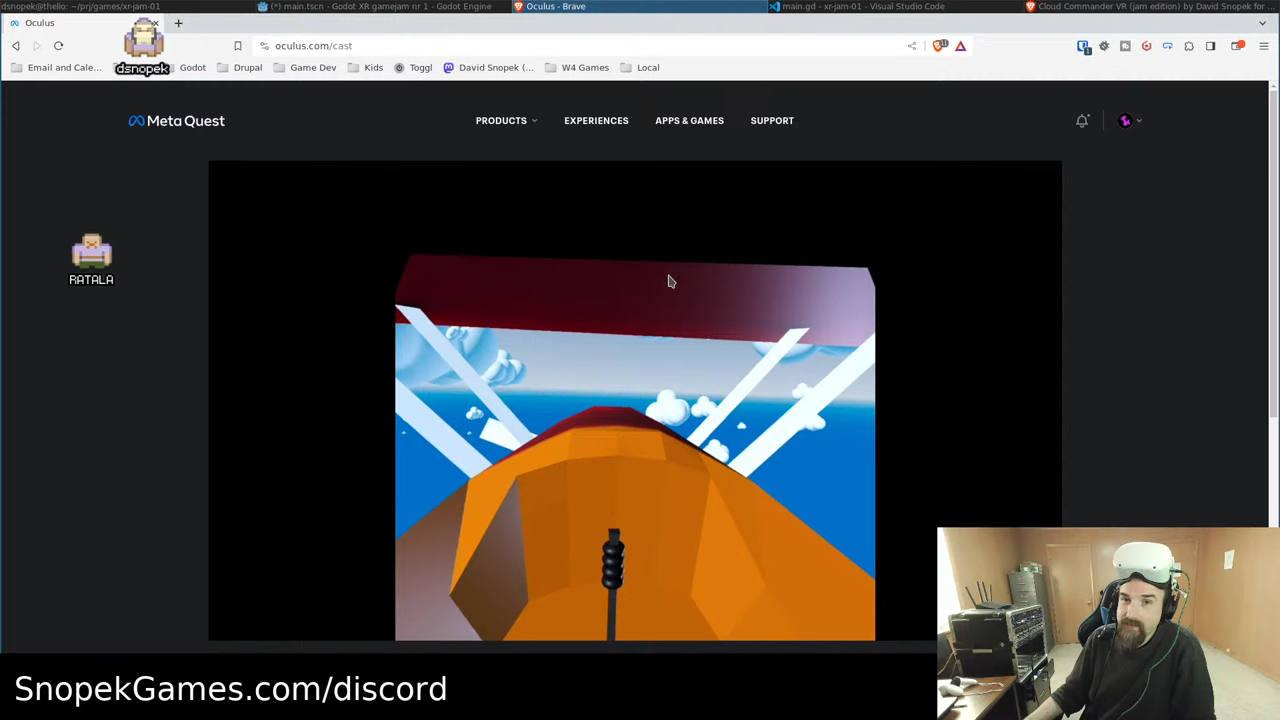 dsnopek@thelio: ~/prj/games/xr-jam-01
(*) main.tscn - Godot XR gamejam nr 1 - Godot Engine
Oculus - Brave
main.gd - xr-jam-01 - Visual Studio Code
Cloud Commander VR (jam edition) by David Snopek for ...
Oculus
oculus.com/cast
11
1
Email and Cale...
Godot
Drupal
Game Dev
Kids
Toggl
David Snopek (...
W4 Games
Local
dsnopek
Meta Quest
PRODUCTS
EXPERIENCES
APPS & GAMES
SUPPORT
RATALA
SnopekGames.com/discord